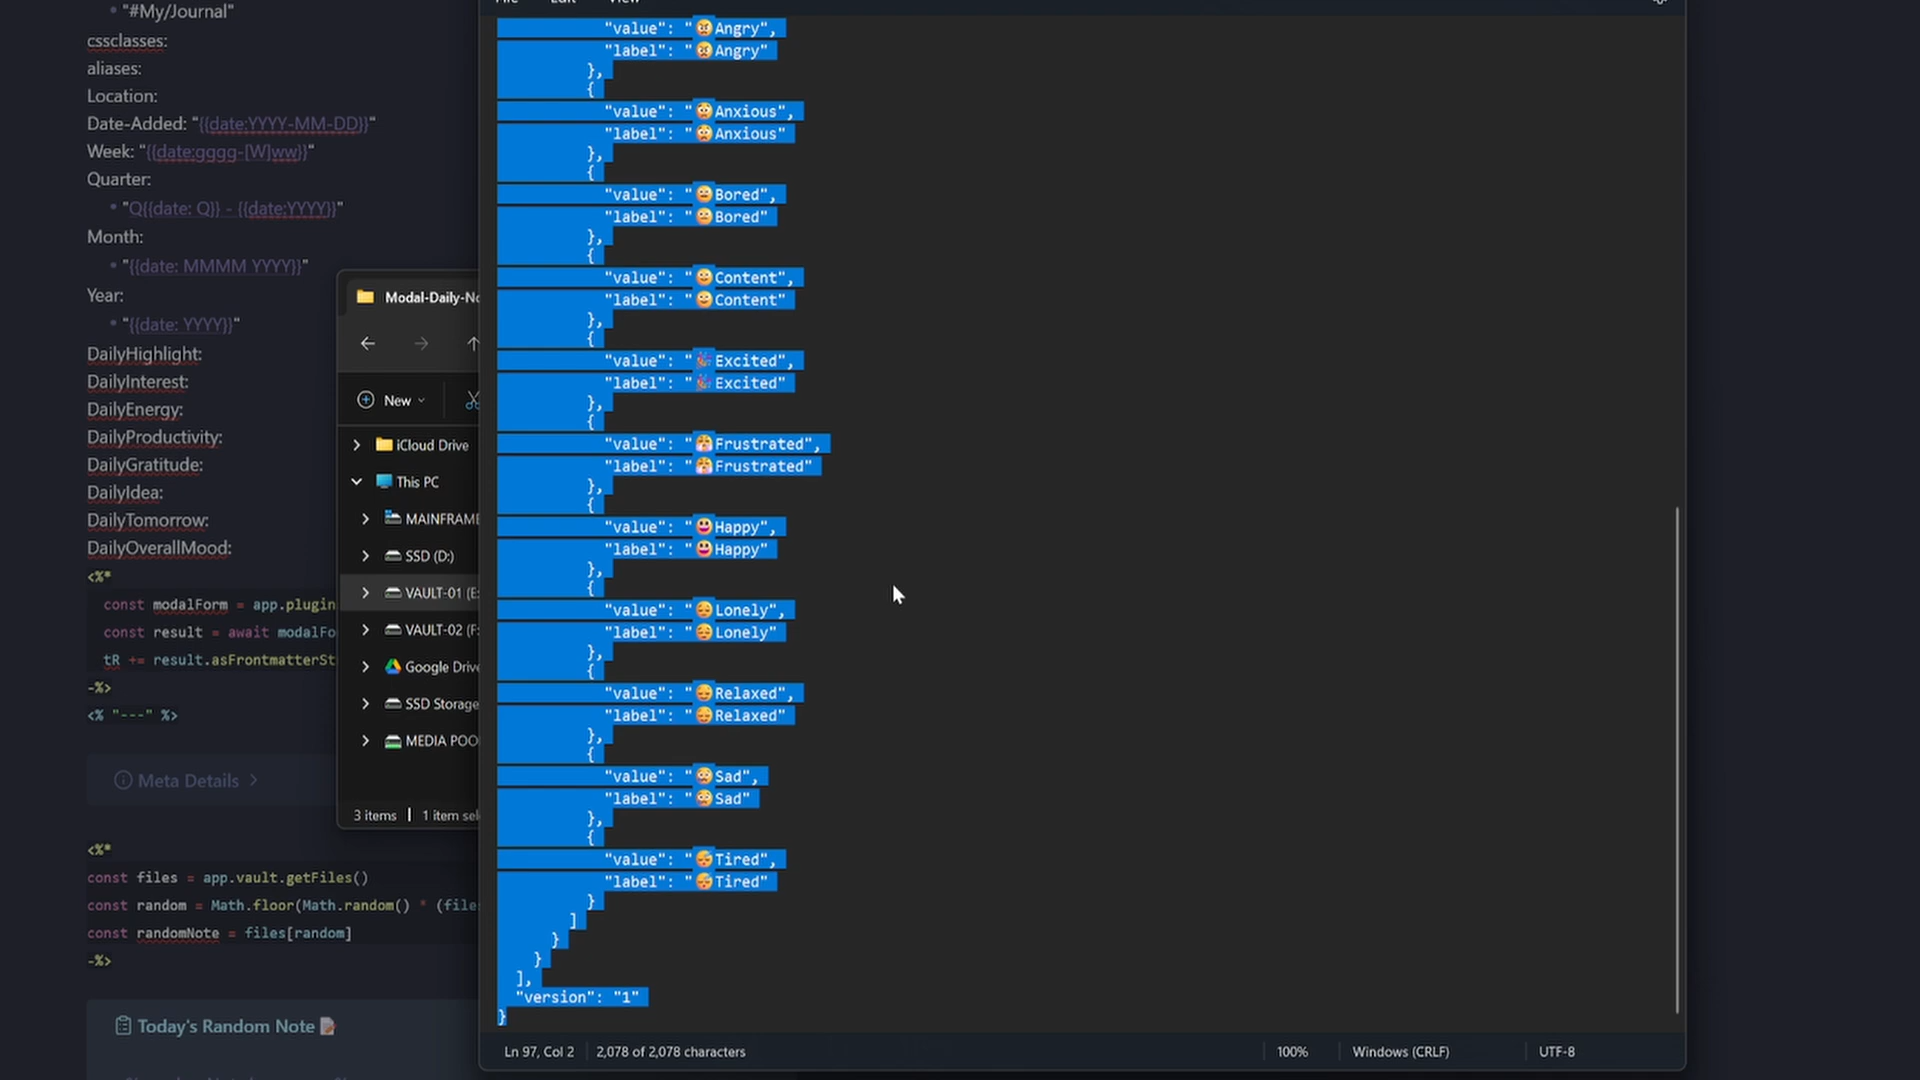 "#My/Journal"
cssclasses:
aliases:
Location:
Date-Added: "{{date:YYYY-MM-DD}}"
Week: "{{date:gggg-[W]ww}}"
Quarter:
"Q{{date: Q}} - {{date:YYYY}}"
Month:
"{{date: MMMM YYYY}}"
Year:
"{{date: YYYY}}"
DailyHighlight:
DailyInterest:
DailyEnergy:
DailyProductivity:
DailyGratitude:
DailyIdea:
DailyTomorrow:
DailyOverallMood:
<%*
const modalForm = app.plugin
const result = await modalFo
tR += result.asFrontmatterSt
-%>
<% "---" %>
Meta Details >
<%*
const files = app.vault.getFiles()
const random = Math.floor(Math.random() * (file
const randomNote = files[random]
-%>
Today's Random Note 📝
Modal-Daily-No
New
iCloud Drive
This PC
MAINFRAME
SSD (D:)
VAULT-01 (E:
VAULT-02 (F:
Google Drive
SSD Storage
MEDIA POO
3 items | 1 item sel
File Edit View
"value": "😡Angry",
"label": "😡Angry"
},
{
"value": "😰Anxious",
"label": "😰Anxious"
},
{
"value": "😐Bored",
"label": "😐Bored"
},
{
"value": "😀Content",
"label": "😀Content"
},
{
"value": "🎉Excited",
"label": "🎉Excited"
},
{
"value": "😤Frustrated",
"label": "😤Frustrated"
},
{
"value": "😃Happy",
"label": "😃Happy"
},
{
"value": "😔Lonely",
"label": "😔Lonely"
},
{
"value": "😌Relaxed",
"label": "😌Relaxed"
},
{
"value": "😢Sad",
"label": "😢Sad"
},
{
"value": "😴Tired",
"label": "😴Tired"
}
]
}
}
],
"version": "1"
}
Ln 97, Col 2 2,078 of 2,078 characters 100% Windows (CRLF) UTF-8